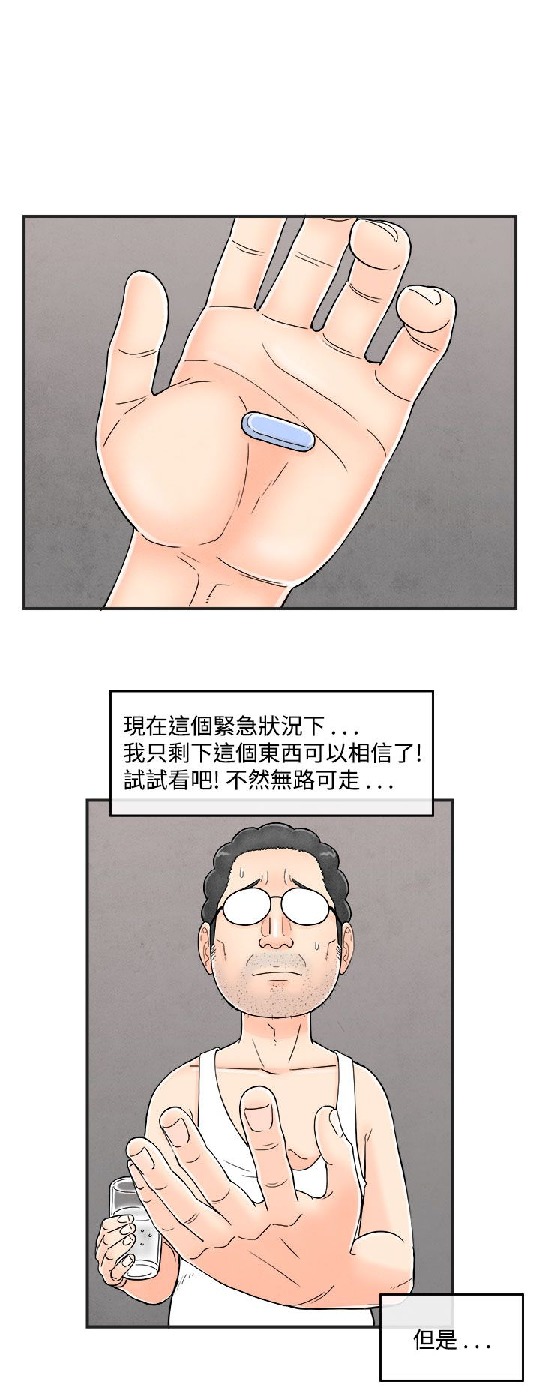 現在這個緊急狀況下 . . .
我只剩下這個東西可以相信了!
試試看吧! 不然無路可走 . . .
但是 . . .